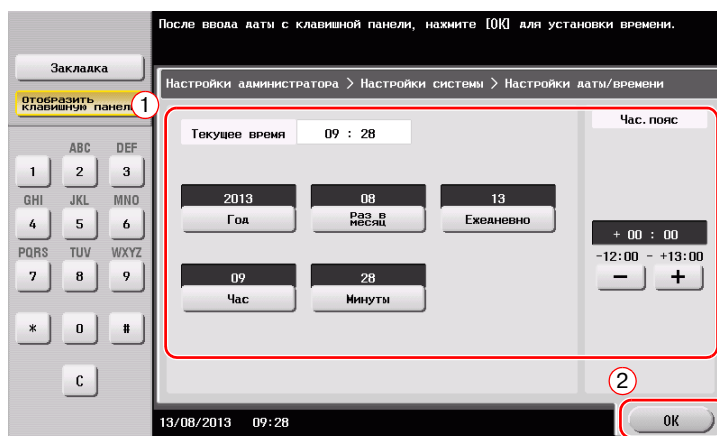 После ввода даты с клавишной панели, нажмите [OK] для установки времени.
Закладка
Отобразить
клавишную панель
1
Настройки администратора > Настройки системы > Настройки даты/времени
Текущее время 09 : 28
Час. пояс
ABC DEF
1 2 3
GHI JKL MNO
4 5 6
PQRS TUV WXYZ
7 8 9
* 0 #
C
2013 08 13
Год Раз в месяц Ежедневно
09 28
Час Минуты
+ 00 : 00
-12:00 - +13:00
− +
2
13/08/2013 09:28
OK